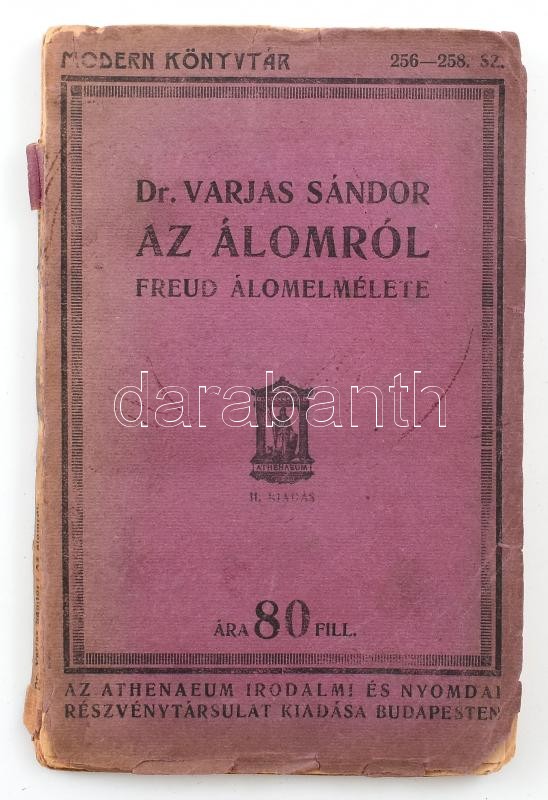 MODERN KÖNYVTÁR 256—258. SZ.
Dr. VARJAS SÁNDOR
AZ ÁLOMRÓL
FREUD ÁLOMELMÉLETE
darabanth
ATHENAEUM
II. KIADÁS
ÁRA 80 FILL.
AZ ATHENAEUM IRODALMI ÉS NYOMDAI
RÉSZVÉNYTÁRSULAT KIADÁSA BUDAPESTEN